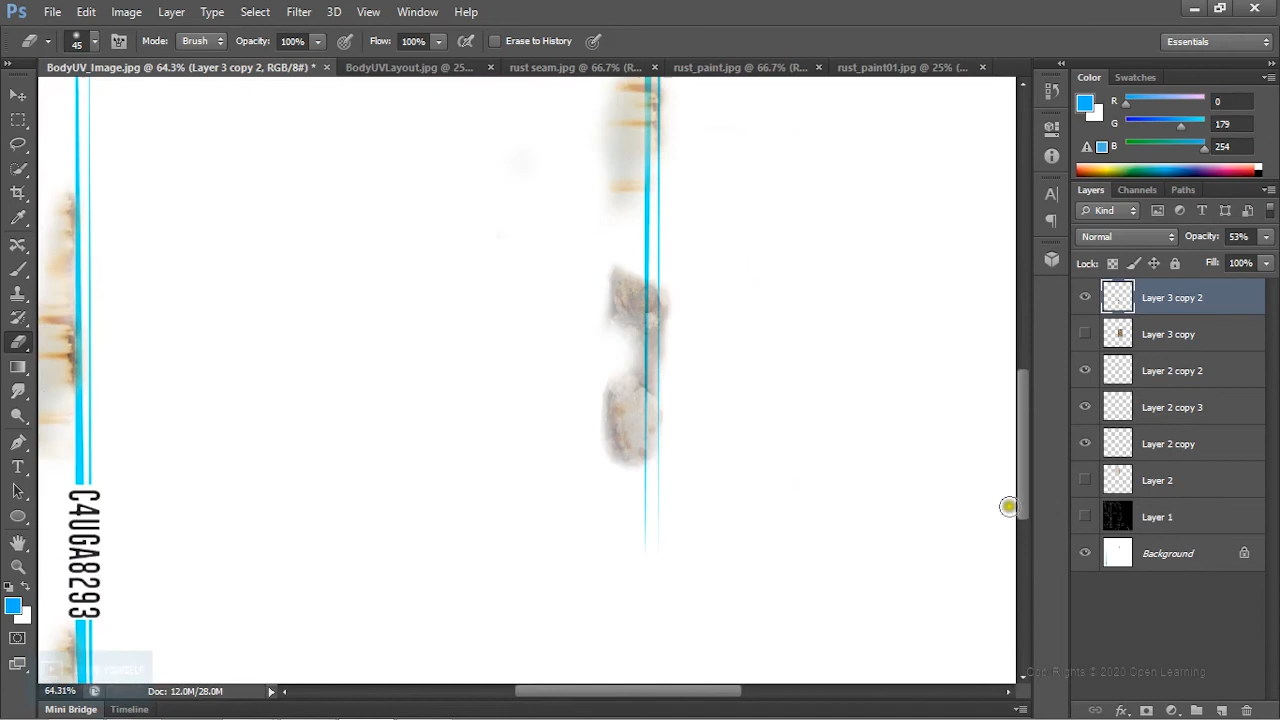 Ps File Edit Image Layer Type Select Filter 3D View Window Help
45 Mode: Brush Opacity: 100% Flow: 100% Erase to History Essentials
BodyUV_Image.jpg @ 64.3% (Layer 3 copy 2, RGB/8#) * × BodyUVLayout.jpg @ 25... × rust seam.jpg @ 66.7% (R... × rust_paint.jpg @ 66.7% (R... × rust_paint01.jpg @ 25% (... ×
Color Swatches
R 0
G 179
B 254
Layers Channels Paths
Kind
Normal Opacity: 53%
Lock: Fill: 100%
Layer 3 copy 2
Layer 3 copy
Layer 2 copy 2
Layer 2 copy 3
Layer 2 copy
Layer 2
Layer 1
Background
C4UGA8293
Copy Rights © 2020 Open Learning
64.31% Doc: 12.0M/28.0M
Mini Bridge Timeline